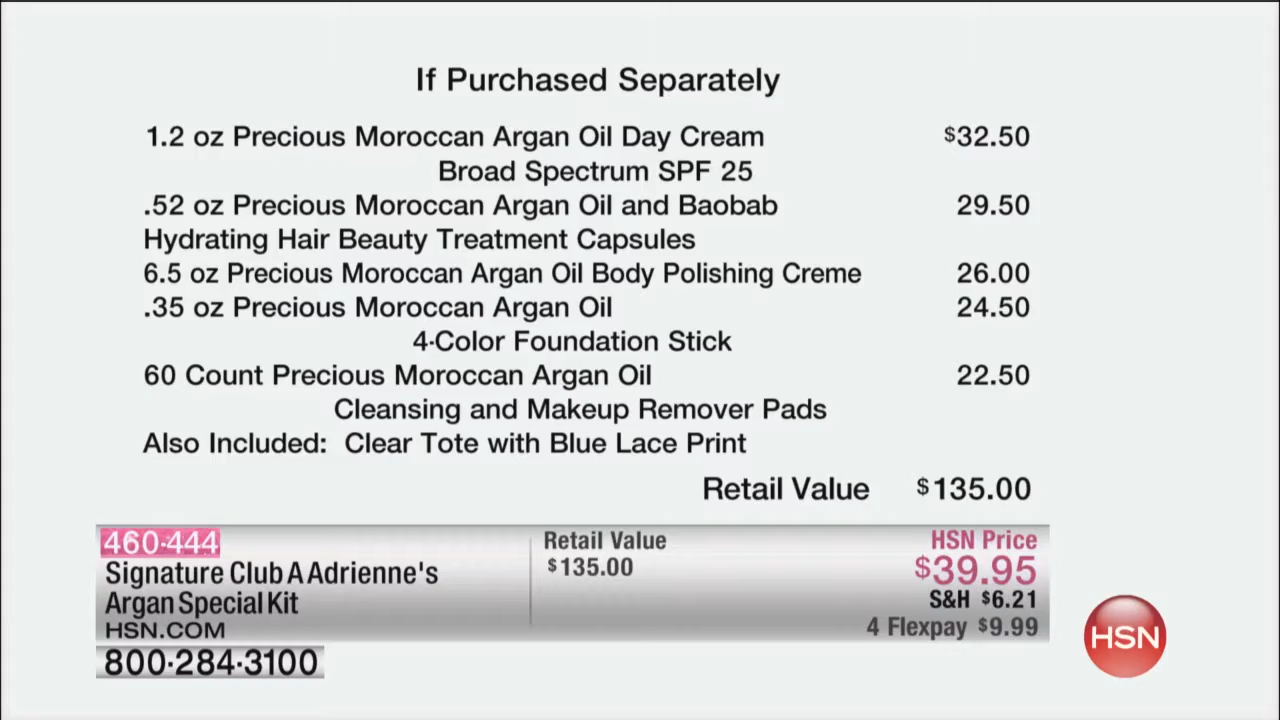 If Purchased Separately
1.2 oz Precious Moroccan Argan Oil Day Cream $32.50
Broad Spectrum SPF 25
.52 oz Precious Moroccan Argan Oil and Baobab 29.50
Hydrating Hair Beauty Treatment Capsules
6.5 oz Precious Moroccan Argan Oil Body Polishing Creme 26.00
.35 oz Precious Moroccan Argan Oil 24.50
4-Color Foundation Stick
60 Count Precious Moroccan Argan Oil 22.50
Cleansing and Makeup Remover Pads
Also Included: Clear Tote with Blue Lace Print
Retail Value $135.00
460-444
Signature Club A Adrienne's
Argan Special Kit
HSN.COM
800-284-3100
Retail Value
$135.00
HSN Price
$39.95
S&H $6.21
4 Flexpay $9.99
HSN